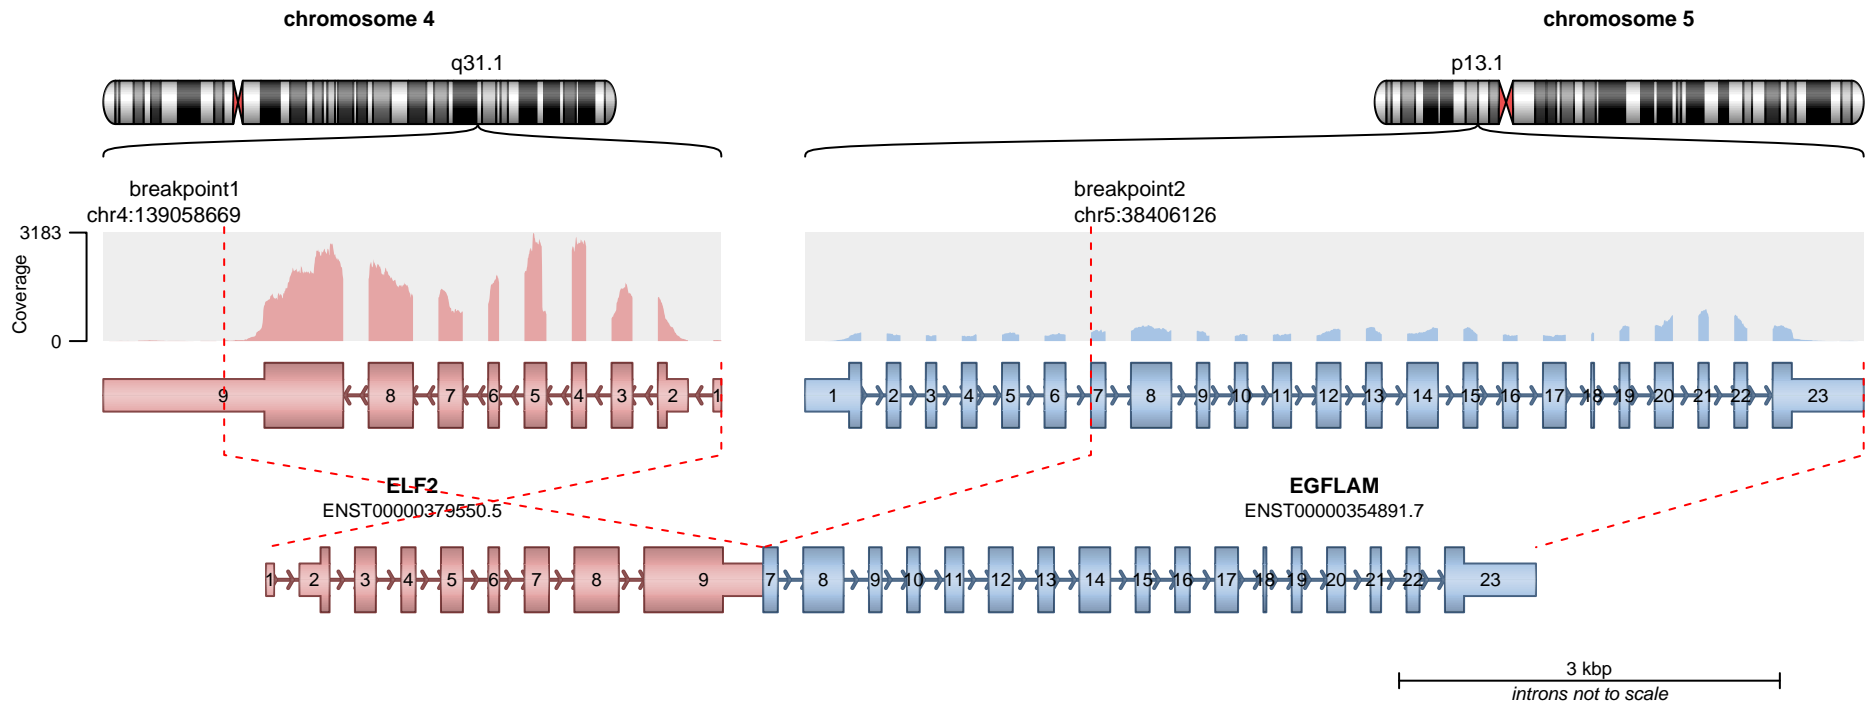 chromosome 4
chromosome 5
q31.1
p13.1
breakpoint1
chr4:139058669
breakpoint2
chr5:38406126
3183
Coverage
0
9 8 7 6 5 4 3 2 1
1 2 3 4 5 6 7 8 9 10 11 12 13 14 15 16 17 18 19 20 21 22 23
ELF2
ENST00000379550.5
EGFLAM
ENST00000354891.7
1 2 3 4 5 6 7 8 9 7 8 9 10 11 12 13 14 15 16 17 18 19 20 21 22 23
3 kbp
introns not to scale